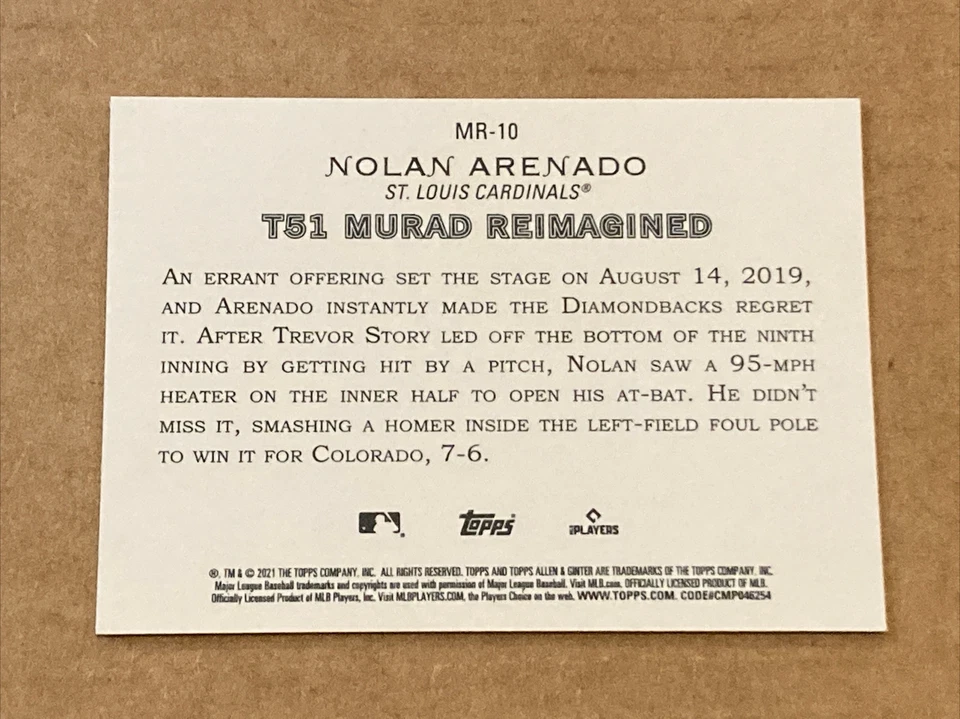 MR-10
NOLAN ARENADO
ST. LOUIS CARDINALS®
T51 MURAD REIMAGINED
AN ERRANT OFFERING SET THE STAGE ON AUGUST 14, 2019,
AND ARENADO INSTANTLY MADE THE DIAMONDBACKS REGRET
IT. AFTER TREVOR STORY LED OFF THE BOTTOM OF THE NINTH
INNING BY GETTING HIT BY A PITCH, NOLAN SAW A 95-MPH
HEATER ON THE INNER HALF TO OPEN HIS AT-BAT. HE DIDN'T
MISS IT, SMASHING A HOMER INSIDE THE LEFT-FIELD FOUL POLE
TO WIN IT FOR COLORADO, 7-6.
Topps® MLB PLAYERS
®, TM & © 2021 THE TOPPS COMPANY, INC. ALL RIGHTS RESERVED. TOPPS AND TOPPS ALLEN & GINTER ARE TRADEMARKS OF THE TOPPS COMPANY, INC.
Major League Baseball trademarks and copyrights are used with permission of Major League Baseball. Visit MLB.com. OFFICIALLY LICENSED PRODUCT OF MLB.
Officially Licensed Product of MLB Players, Inc. Visit MLBPLAYERS.COM, the Players Choice on the web. WWW.TOPPS.COM. CODE#CMP046254